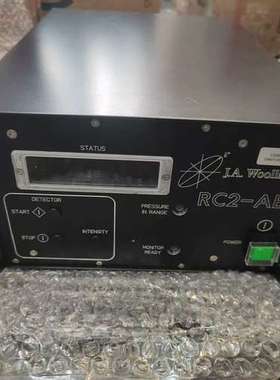 STATUS
J.A. Wooll
DETECTOR
START
PRESSURE
IN RANGE
RC2-AE
STOP
INTENSITY
MONITOR
READY
POWER